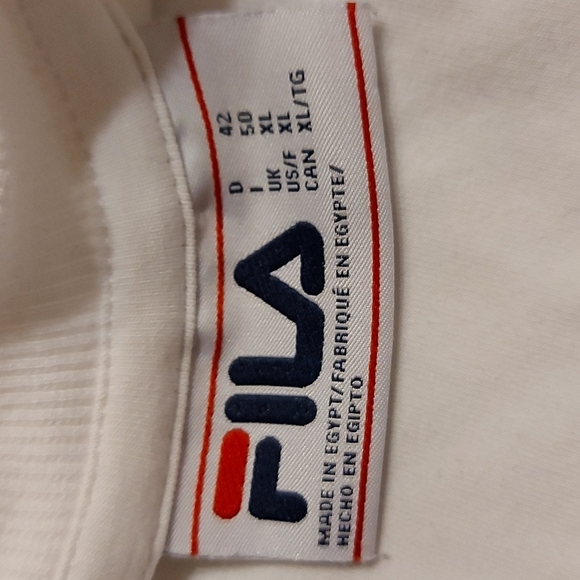 FILA
D 42
I 50
UK XL
US/F XL
CAN XL/TG
MADE IN EGYPT/FABRIQUÉ EN EGYPTE/
HECHO EN EGIPTO